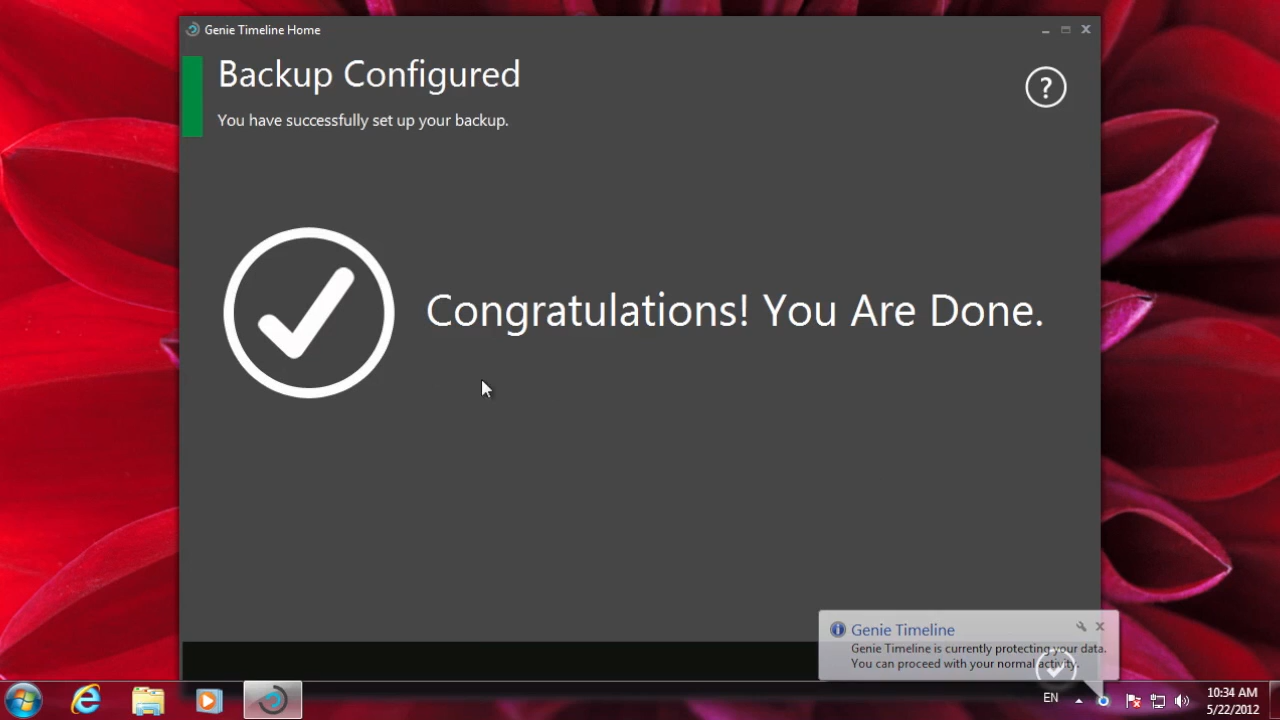 Genie Timeline Home
Backup Configured
?
You have successfully set up your backup.
Congratulations! You Are Done.
Genie Timeline
Genie Timeline is currently protecting your data.
You can proceed with your normal activity.
EN
10:34 AM
5/22/2012